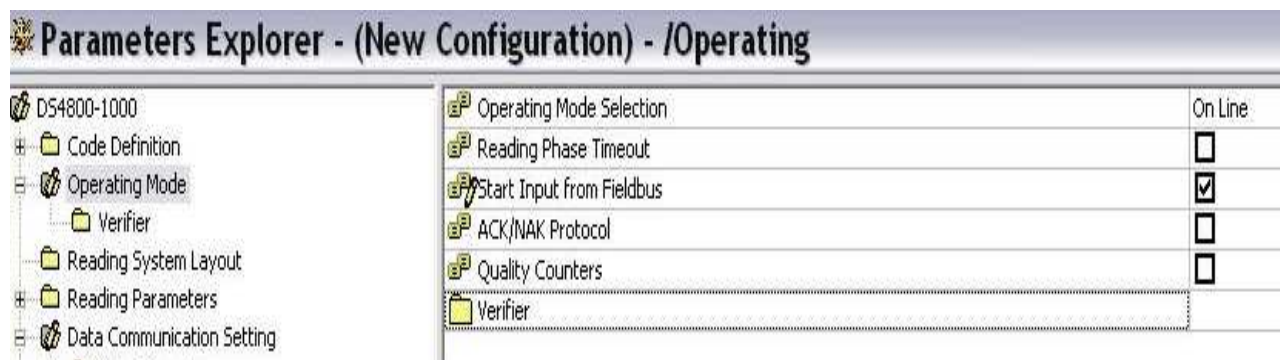 Parameters Explorer - (New Configuration) - /Operating
DS4800-1000
Code Definition
Operating Mode
Verifier
Reading System Layout
Reading Parameters
Data Communication Setting
Operating Mode Selection On Line
Reading Phase Timeout
Start Input from Fieldbus
ACK/NAK Protocol
Quality Counters
Verifier